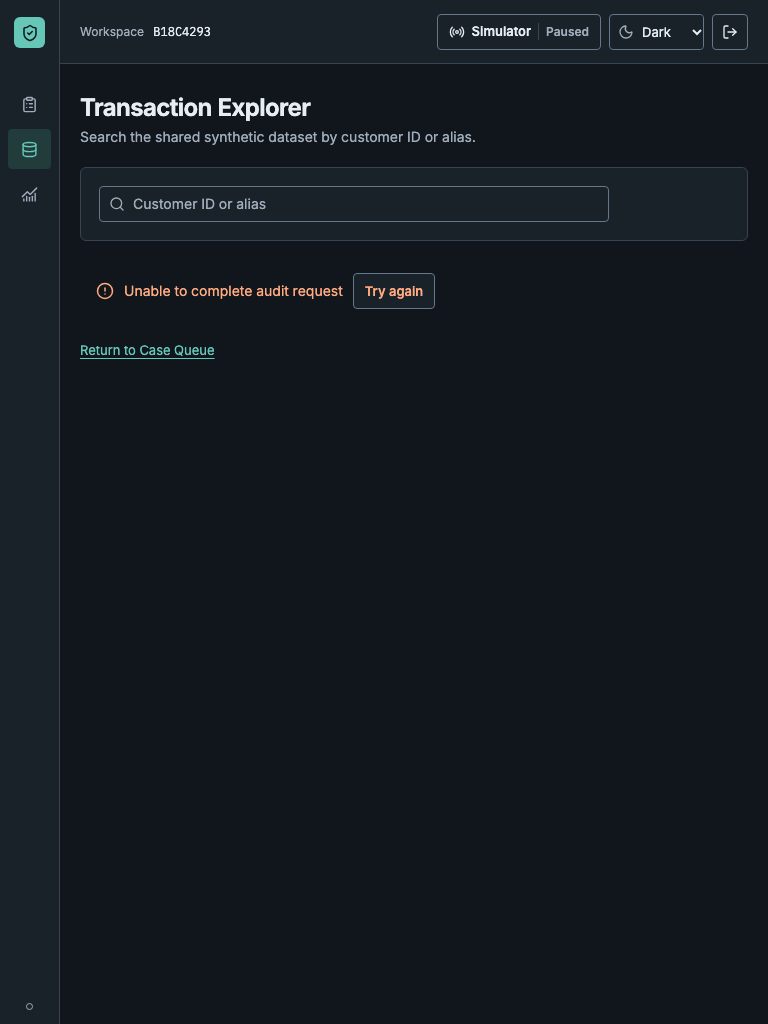 Workspace B18C4293
Simulator Paused
Dark
Transaction Explorer
Search the shared synthetic dataset by customer ID or alias.
Customer ID or alias
Unable to complete audit request Try again
Return to Case Queue